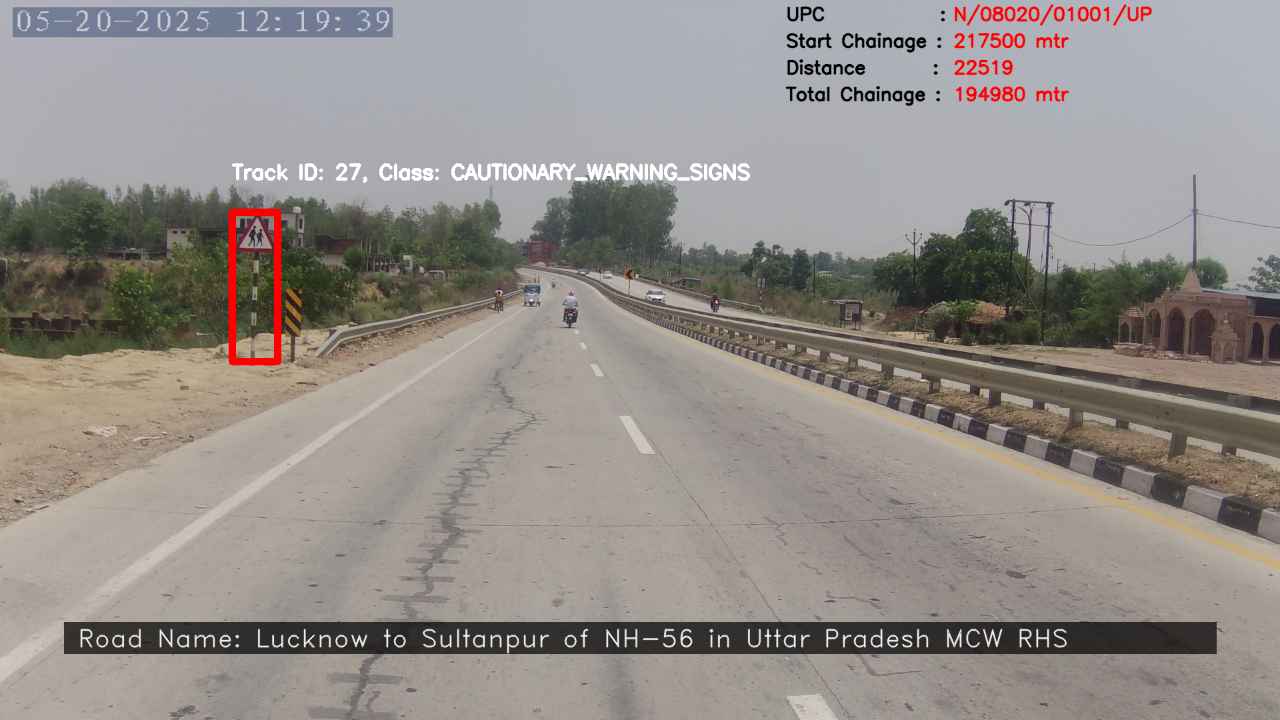 05-20-2025 12:19:39
UPC : N/08020/01001/UP
Start Chainage : 217500 mtr
Distance : 22519
Total Chainage : 194980 mtr
Track ID: 27, Class: CAUTIONARY_WARNING_SIGNS
Road Name: Lucknow to Sultanpur of NH-56 in Uttar Pradesh MCW RHS